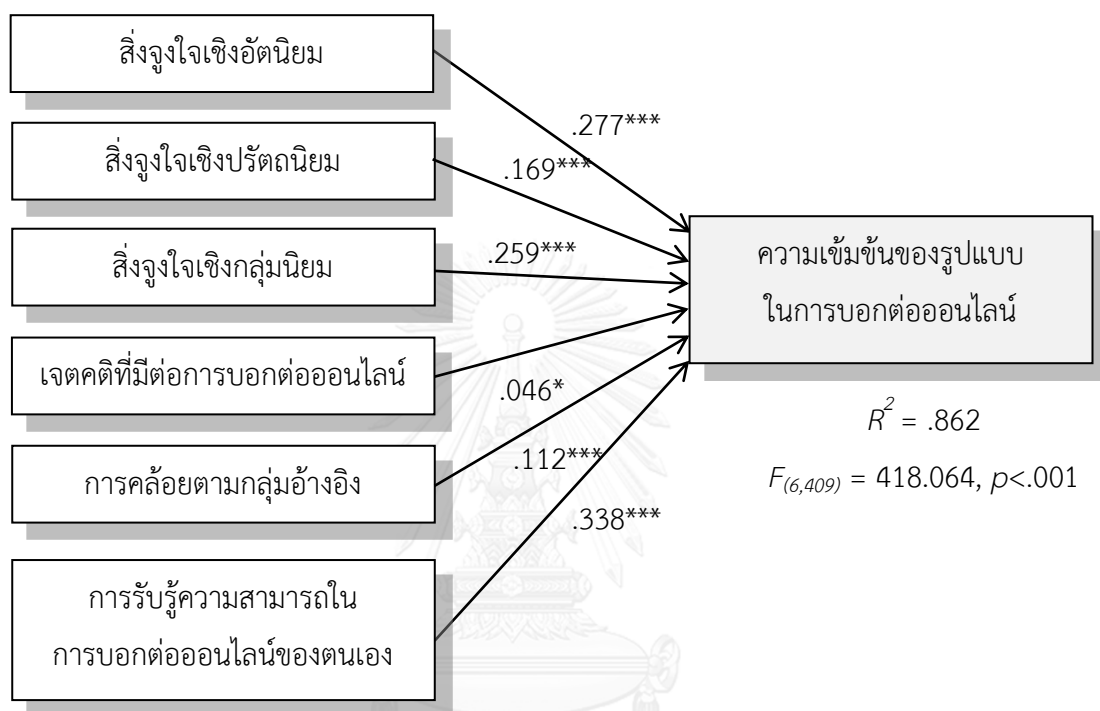 สิ่งจูงใจเชิงอัตนิยม
.277***
สิ่งจูงใจเชิงปรัตถนิยม
.169***
สิ่งจูงใจเชิงกลุ่มนิยม
.259***
ความเข้มข้นของรูปแบบ
ในการบอกต่อออนไลน์
เจตคติที่มีต่อการบอกต่อออนไลน์
.046*
R² = .862
การคล้อยตามกลุ่มอ้างอิง
.112***
F(6,409) = 418.064, p<.001
.338***
การรับรู้ความสามารถใน
การบอกต่อออนไลน์ของตนเอง